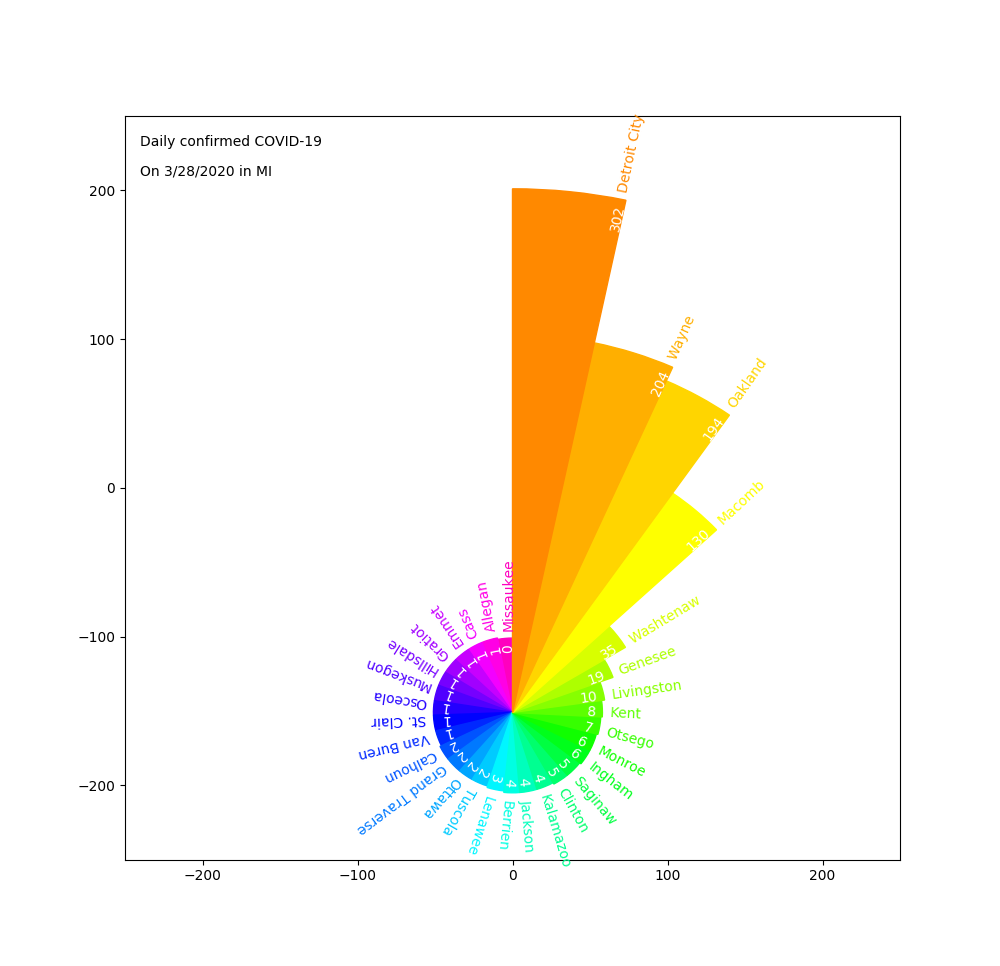 Daily confirmed COVID-19
On 3/28/2020 in MI
200
100
0
−100
−200
−200
−100
0
100
200
Detroit City
302
Wayne
204
Oakland
194
Macomb
130
Washtenaw
35
Genesee
19
Livingston
10
Kent
8
Otsego
7
Monroe
6
Ingham
6
Saginaw
5
Clinton
5
Kalamazoo
4
Jackson
4
Berrien
4
Lenawee
3
Tuscola
2
Ottawa
2
Grand Traverse
2
Calhoun
2
Van Buren
1
St. Clair
1
Osceola
1
Muskegon
1
Hillsdale
1
Gratiot
1
Emmet
1
Cass
1
Allegan
1
Missaukee
0